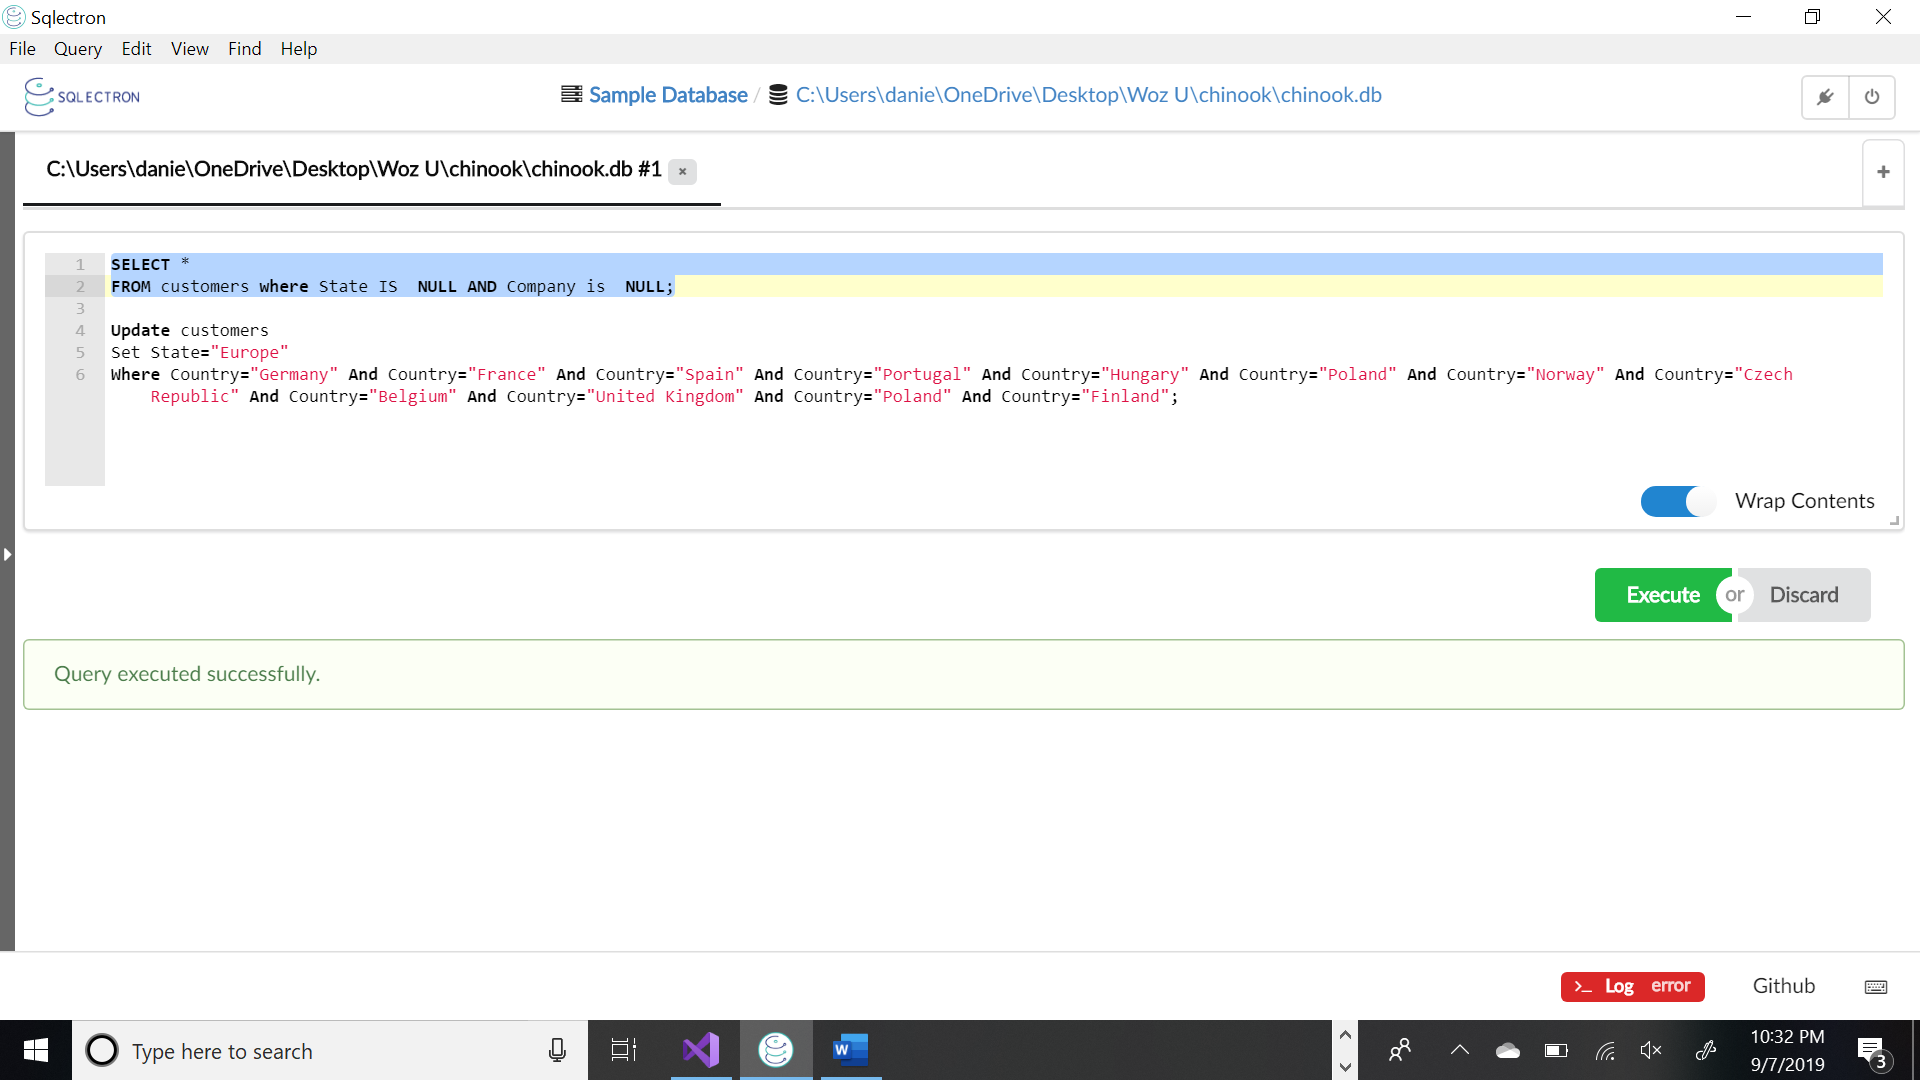 Sqlectron
File Query Edit View Find Help
SQLECTRON
Sample Database / C:\Users\danie\OneDrive\Desktop\Woz U\chinook\chinook.db
C:\Users\danie\OneDrive\Desktop\Woz U\chinook\chinook.db #1 ×
+
1 SELECT *
2 FROM customers where State IS  NULL AND Company is  NULL;
3
4 Update customers
5 Set State="Europe"
6 Where Country="Germany" And Country="France" And Country="Spain" And Country="Portugal" And Country="Hungary" And Country="Poland" And Country="Norway" And Country="Czech
Republic" And Country="Belgium" And Country="United Kingdom" And Country="Poland" And Country="Finland";
Wrap Contents
Execute or Discard
Query executed successfully.
>_ Log error Github
Type here to search
W
10:32 PM
9/7/2019
3